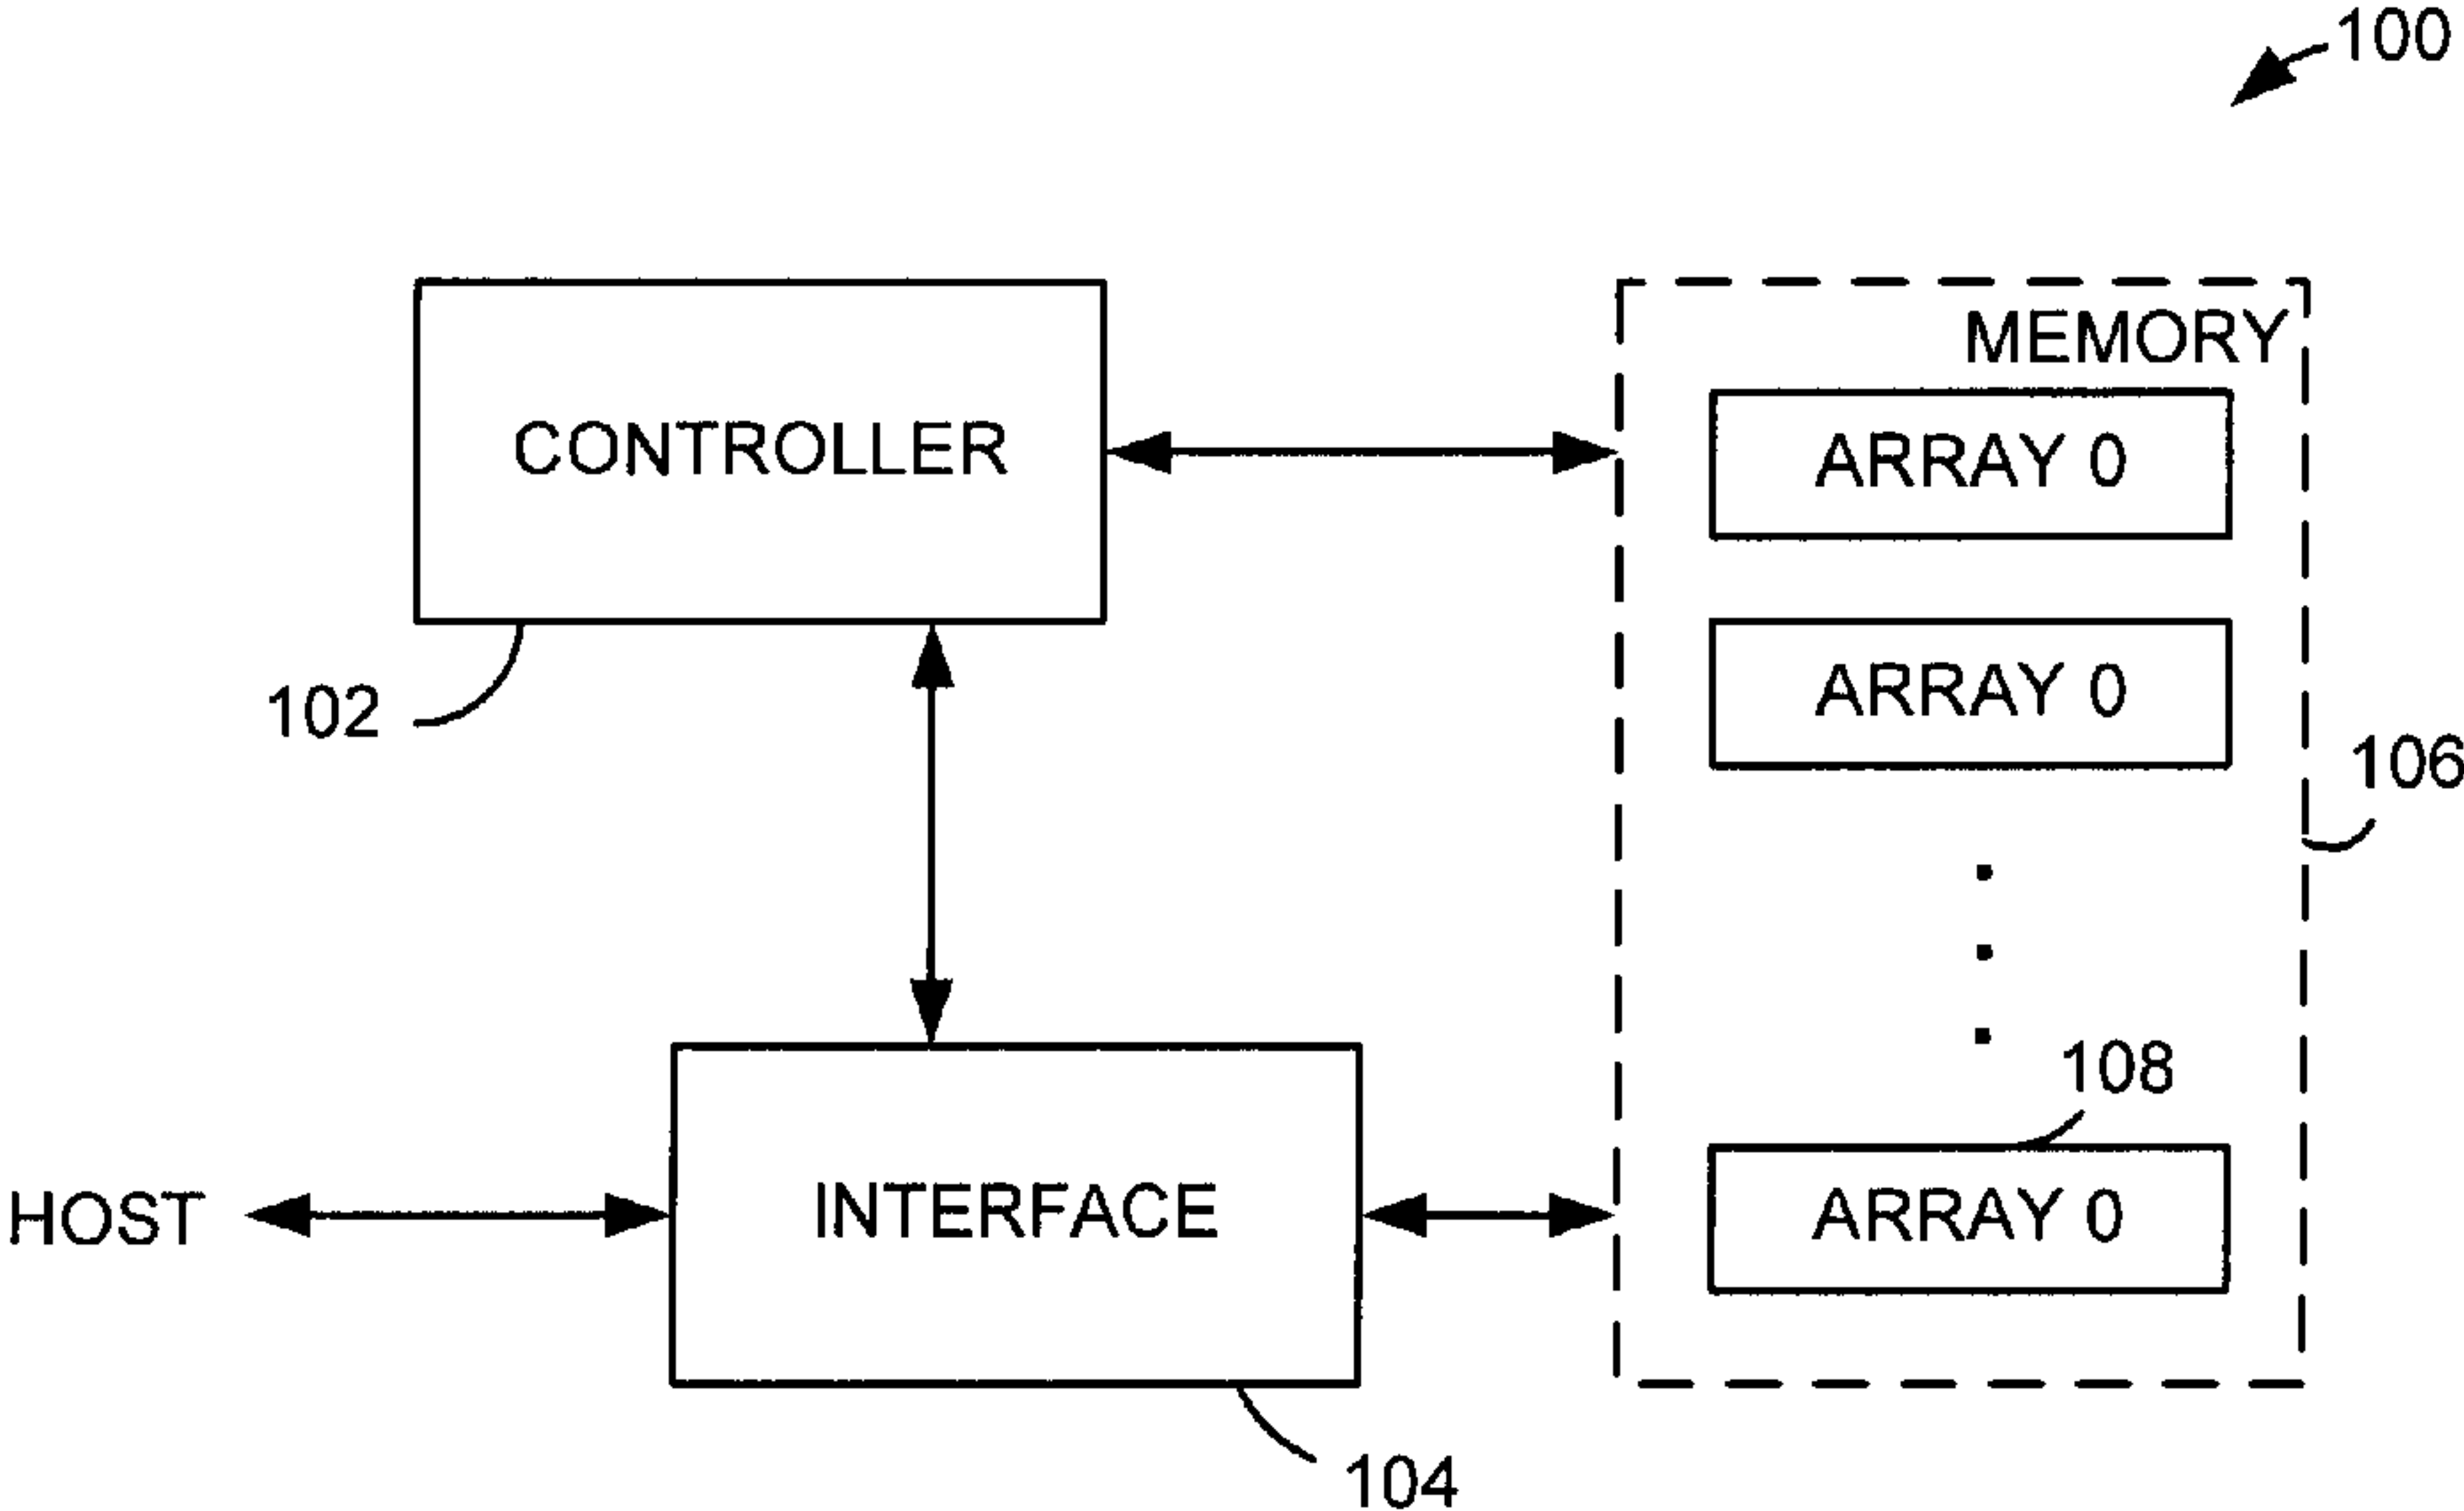 100
MEMORY
CONTROLLER
ARRAY 0
102
ARRAY 0
106
108
HOST
INTERFACE
ARRAY 0
104